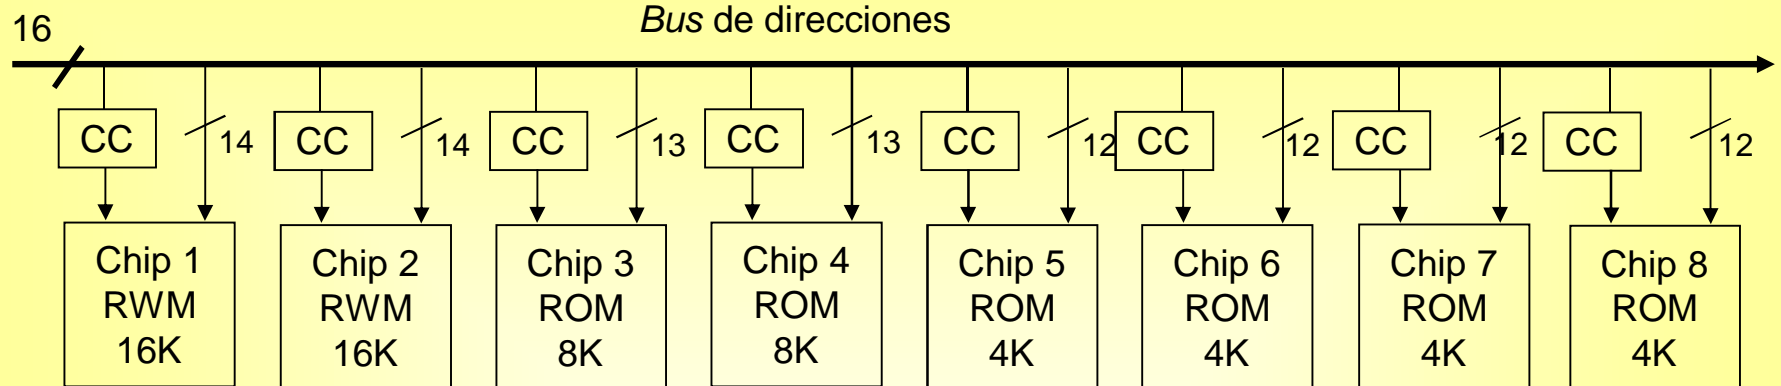 Bus de direcciones
16
CC 14 CC 14 CC 13 CC 13 CC 12 CC 12 CC 12 CC 12
Chip 1 Chip 2 Chip 3 Chip 4 Chip 5 Chip 6 Chip 7 Chip 8
RWM RWM ROM ROM ROM ROM ROM ROM
16K 16K 8K 8K 4K 4K 4K 4K